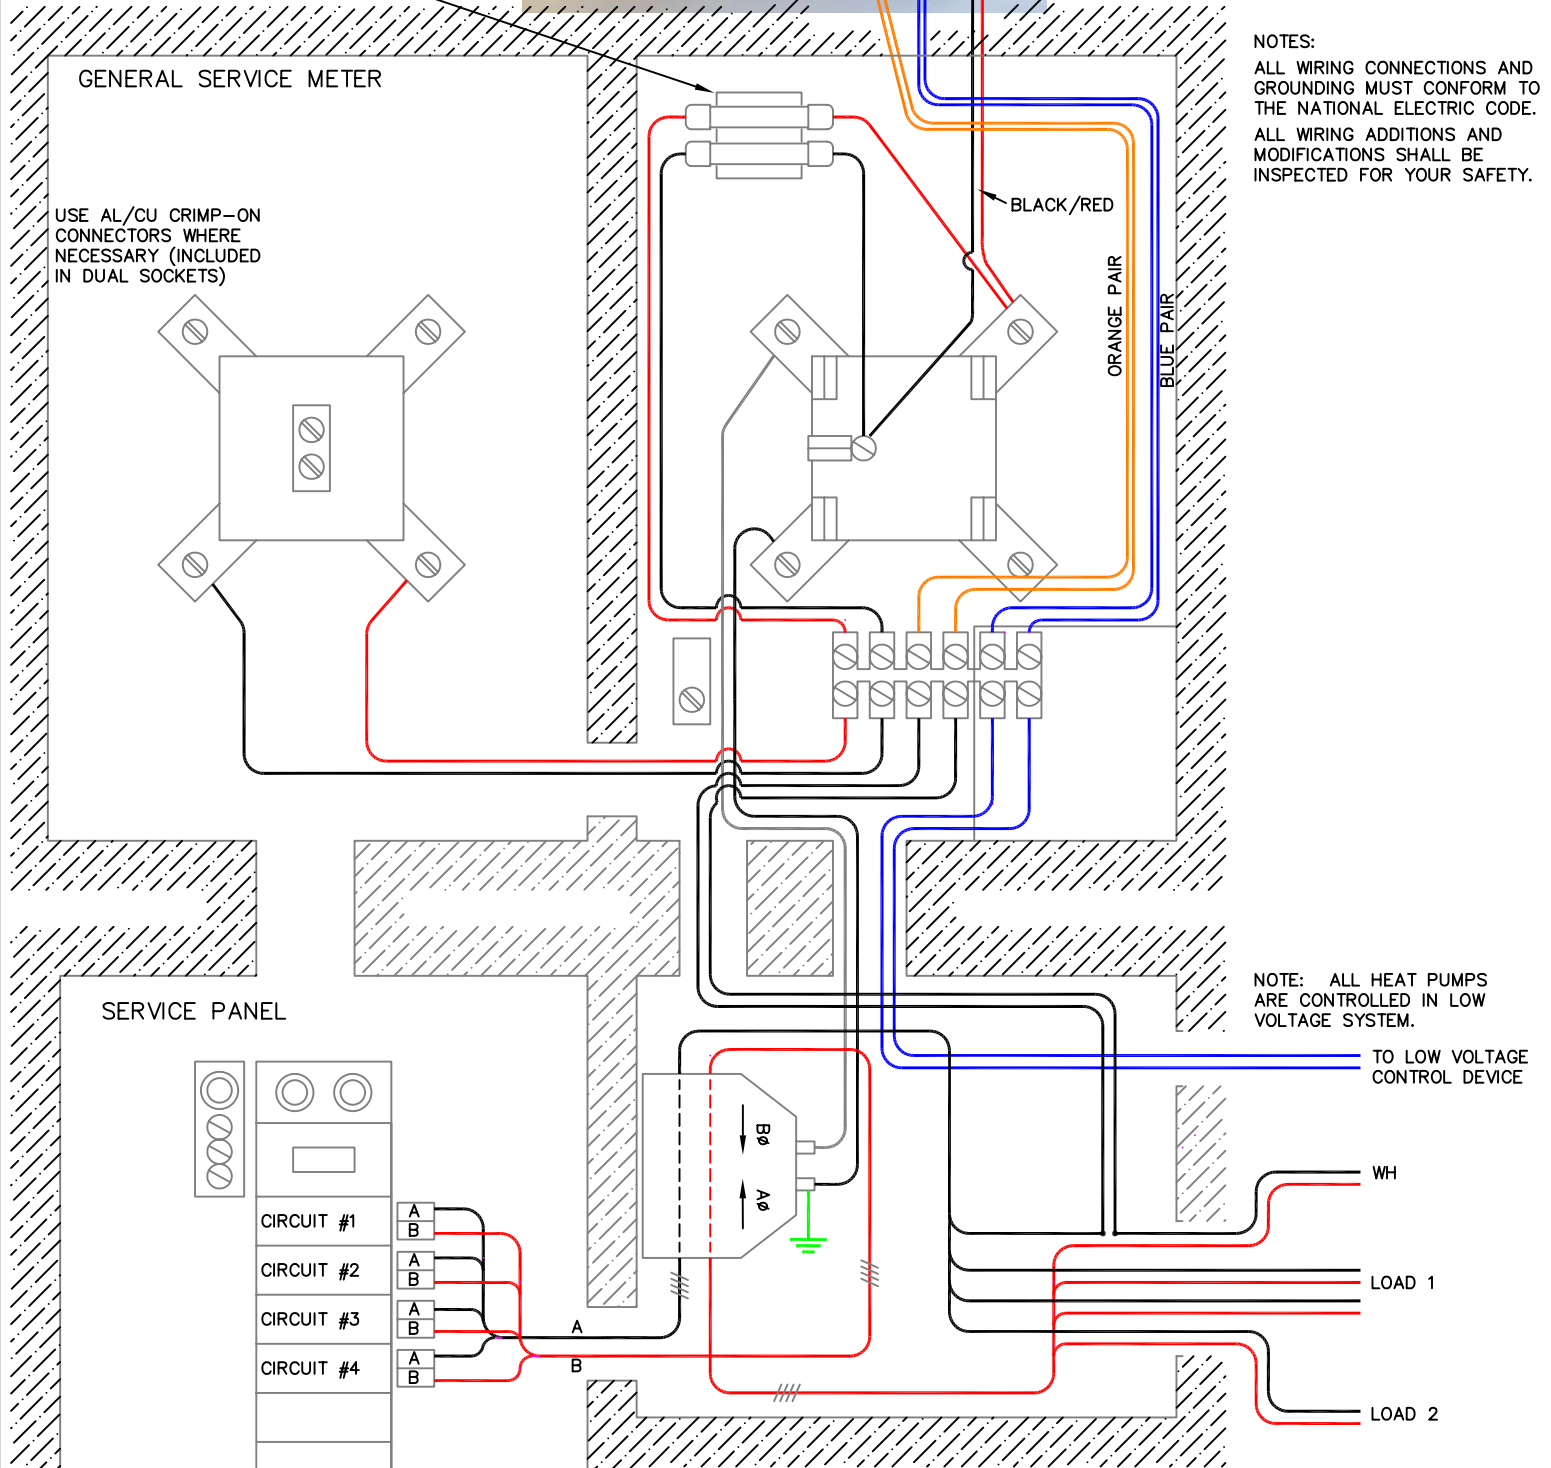 GENERAL SERVICE METER
USE AL/CU CRIMP-ON
CONNECTORS WHERE
NECESSARY (INCLUDED
IN DUAL SOCKETS)
BLACK/RED
ORANGE PAIR
BLUE PAIR
NOTES:
ALL WIRING CONNECTIONS AND
GROUNDING MUST CONFORM TO
THE NATIONAL ELECTRIC CODE.
ALL WIRING ADDITIONS AND
MODIFICATIONS SHALL BE
INSPECTED FOR YOUR SAFETY.
NOTE: ALL HEAT PUMPS
ARE CONTROLLED IN LOW
VOLTAGE SYSTEM.
TO LOW VOLTAGE
CONTROL DEVICE
SERVICE PANEL
CIRCUIT #1
A
B
CIRCUIT #2
A
B
CIRCUIT #3
A
B
CIRCUIT #4
A
B
A
B
BØ
AØ
WH
LOAD 1
LOAD 2